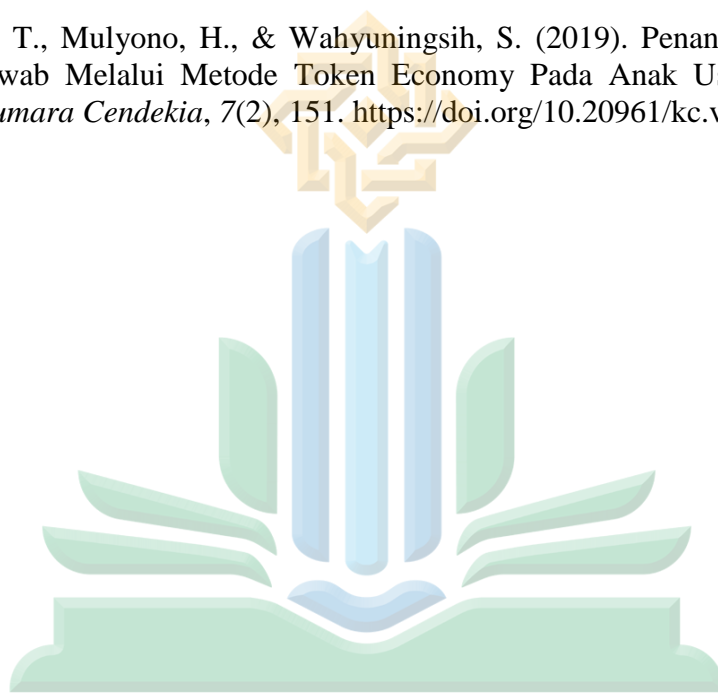 T., Mulyono, H., & Wahyuningsih, S. (2019). Penan
wab Melalui Metode Token Economy Pada Anak Us
umara Cendekia, 7(2), 151. https://doi.org/10.20961/kc.v